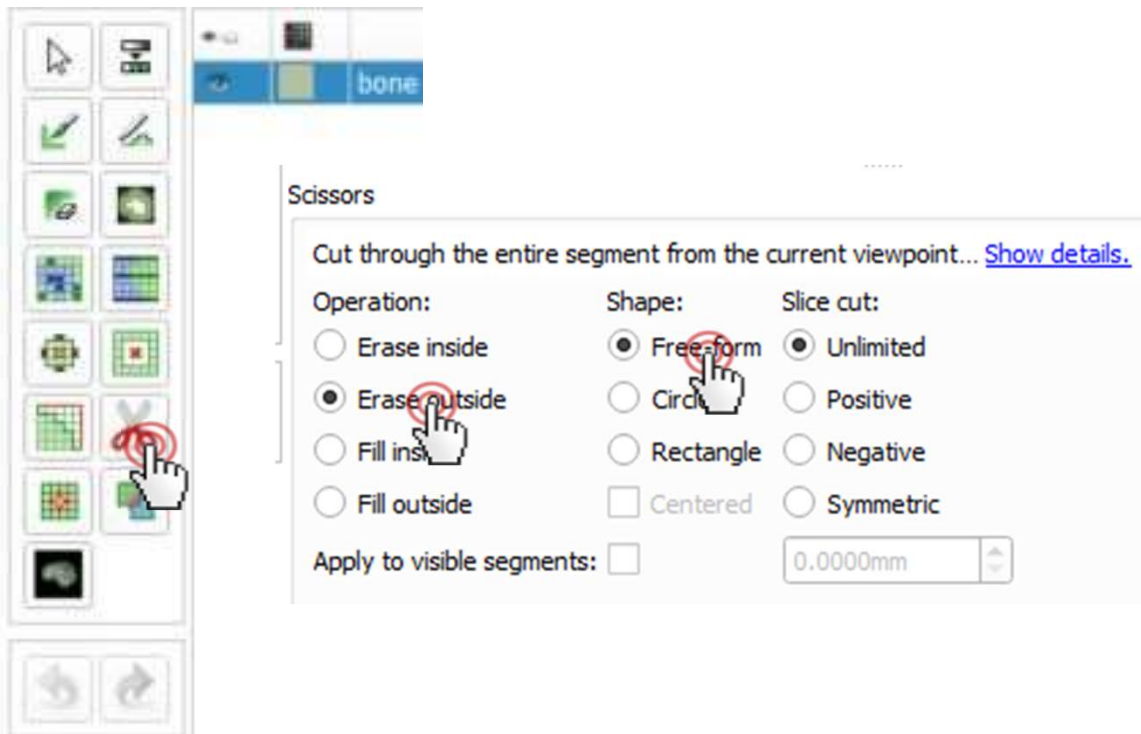 bone
Scissors
Cut through the entire segment from the current viewpoint... Show details.
Operation: Shape: Slice cut:
Erase inside Free-form Unlimited
Erase outside Circle Positive
Fill inside Rectangle Negative
Fill outside Centered Symmetric
Apply to visible segments: 0.0000mm